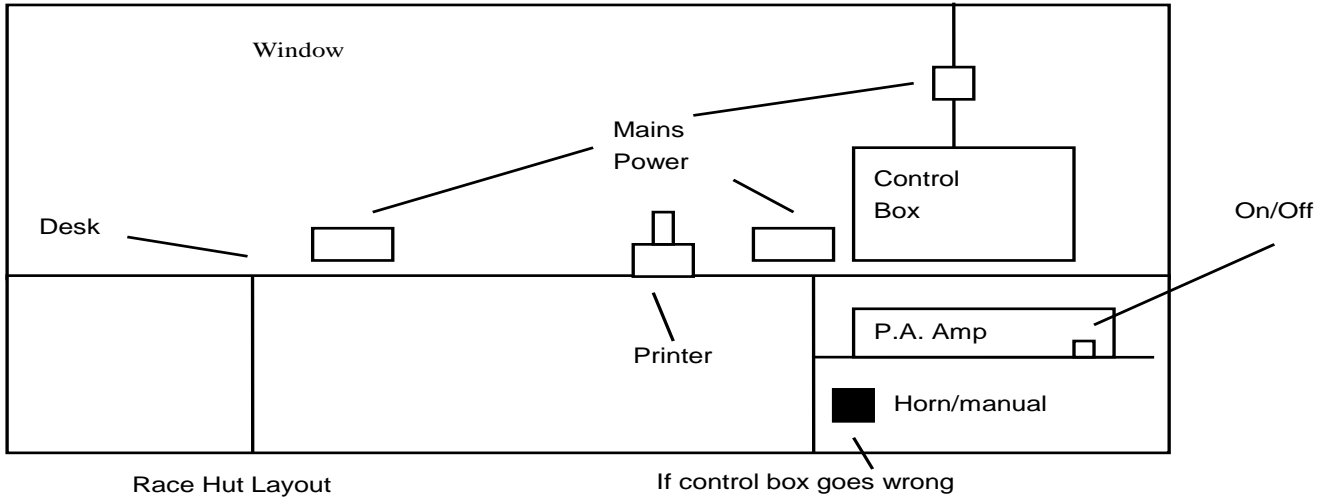 Window
Mains
Power
Control
Box
On/Off
Desk
P.A. Amp
Printer
Horn/manual
Race Hut Layout
If control box goes wrong